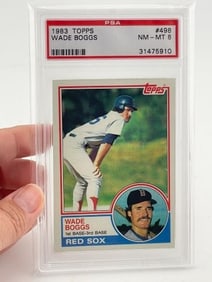 PSA
1983 TOPPS #498
WADE BOGGS NM - MT 8
31475910
Topps
WADE
BOGGS
1st BASE-3rd BASE
RED SOX
B